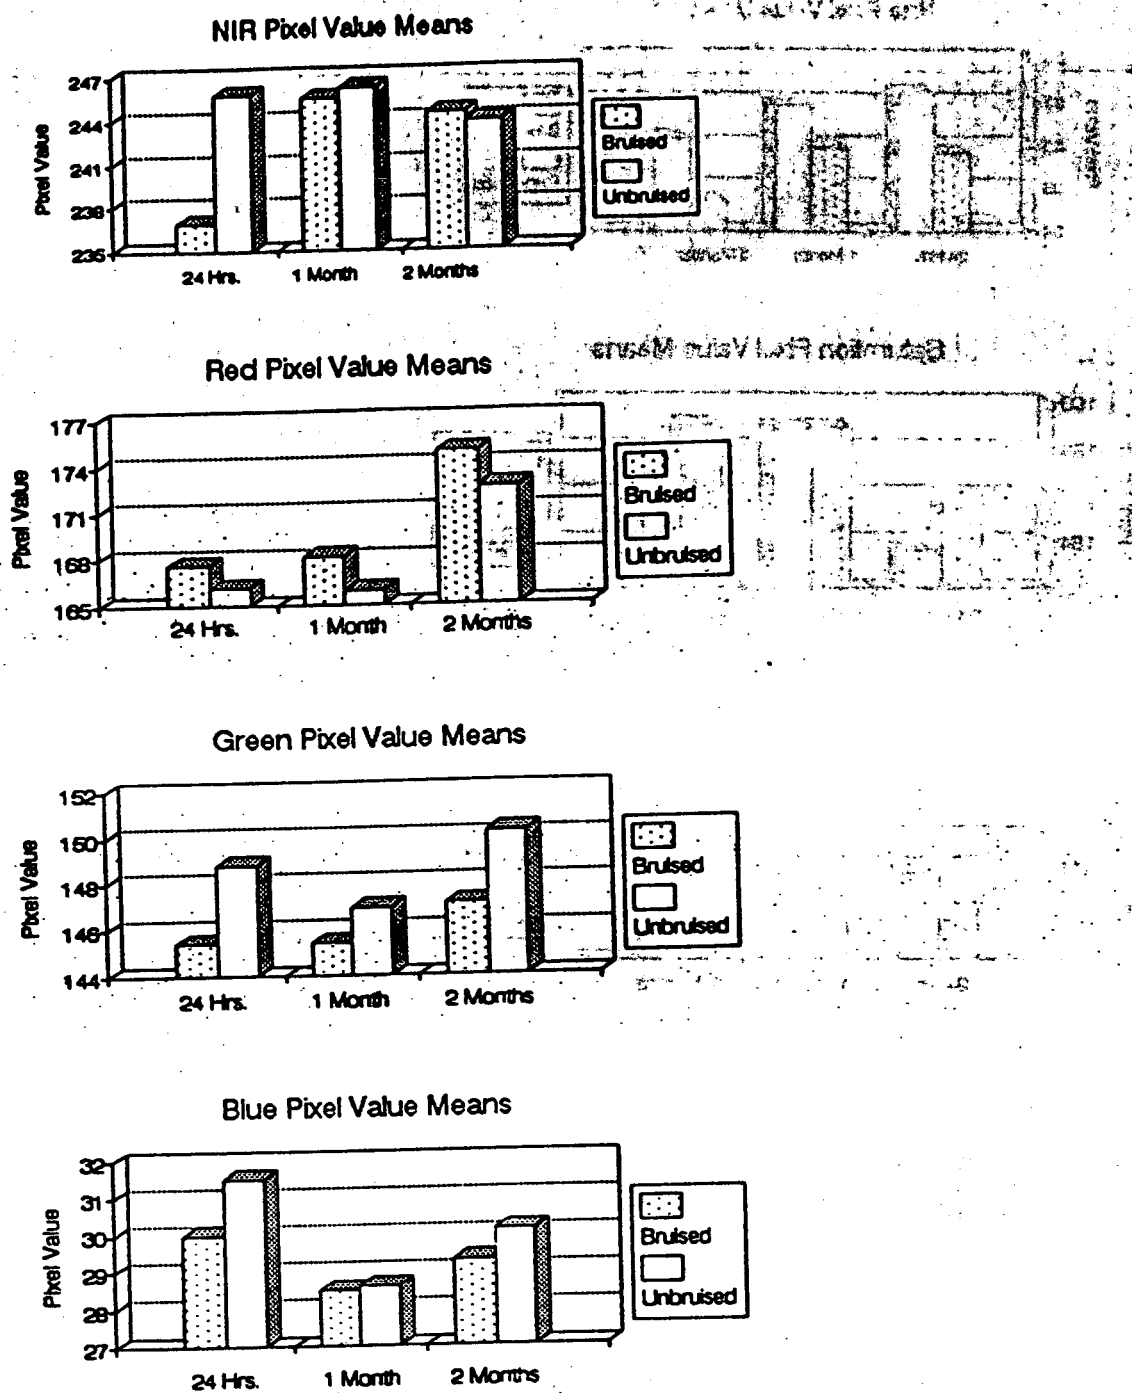 NIR Pixel Value Means
Pixel Value
247
244
241
238
235
24 Hrs.
1 Month
2 Months
Bruised
Unbruised
Red Pixel Value Means
Pixel Value
177
174
171
168
165
24 Hrs.
1 Month
2 Months
Bruised
Unbruised
Green Pixel Value Means
Pixel Value
152
150
148
146
144
24 Hrs.
1 Month
2 Months
Bruised
Unbruised
Blue Pixel Value Means
Pixel Value
32
31
30
29
28
27
24 Hrs.
1 Month
2 Months
Bruised
Unbruised
Saturation Pixel Value Means